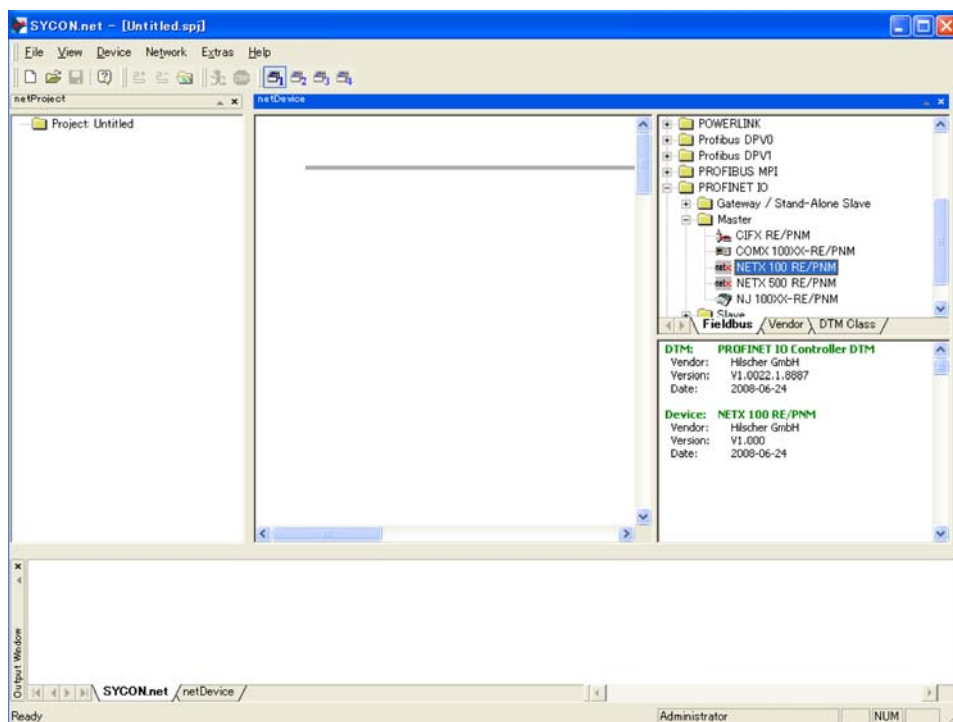 SYCON.net - [Untitled.spj]
File View Device Network Extras Help
netProject
netDevice
Project: Untitled
POWERLINK
Profibus DPV0
Profibus DPV1
PROFIBUS MPI
PROFINET IO
Gateway / Stand-Alone Slave
Master
CIFX RE/PNM
COMX 100XX-RE/PNM
NETX 100 RE/PNM
NETX 500 RE/PNM
NJ 100XX-RE/PNM
Slave
Fieldbus Vendor DTM Class
DTM: PROFINET IO Controller DTM
Vendor: Hilscher GmbH
Version: V1.0022.1.8887
Date: 2008-06-24
Device: NETX 100 RE/PNM
Vendor: Hilscher GmbH
Version: V1.000
Date: 2008-06-24
Output Window
SYCON.net netDevice
Ready Administrator NUM